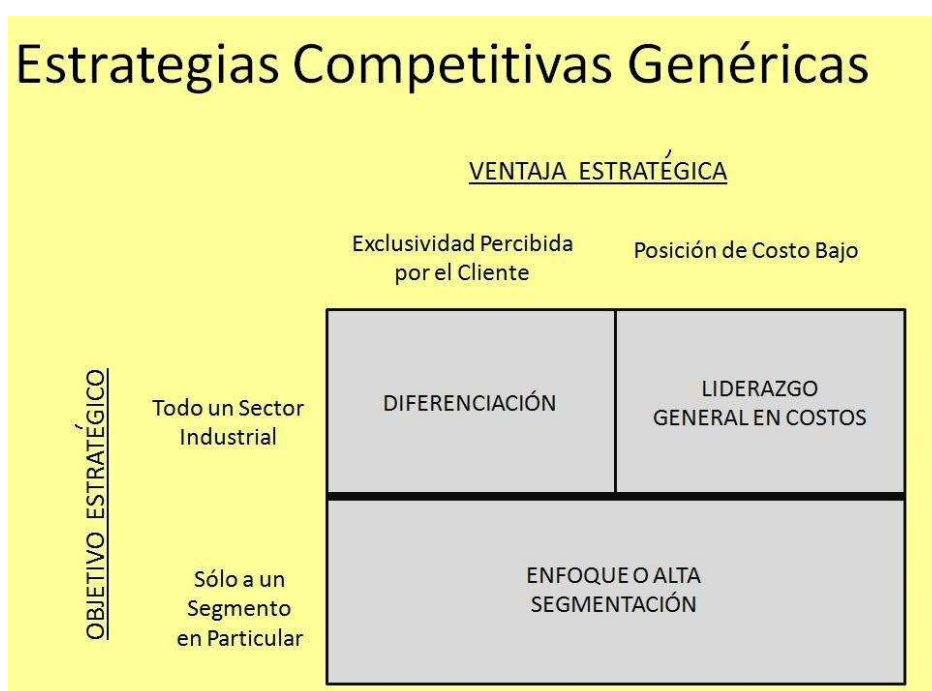 Estrategias Competitivas Genéricas
VENTAJA ESTRATÉGICA
Exclusividad Percibida
por el Cliente
Posición de Costo Bajo
OBJETIVO ESTRATÉGICO
Todo un Sector
Industrial
DIFERENCIACIÓN
LIDERAZGO
GENERAL EN COSTOS
Sólo a un
Segmento
en Particular
ENFOQUE O ALTA
SEGMENTACIÓN